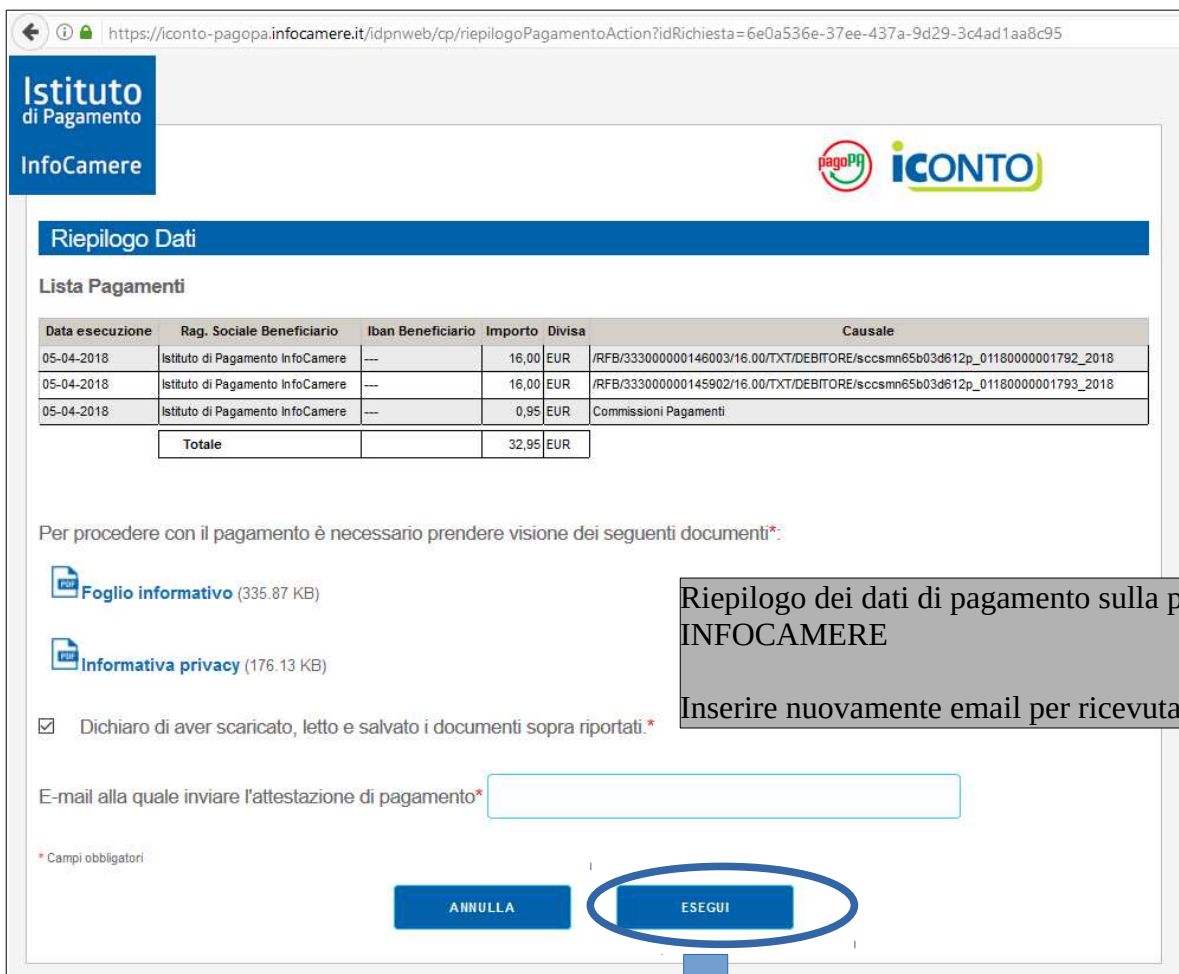 https://iconto-pagopa.infocamere.it/idpnweb/cp/riepilogoPagamentoAction?idRichiesta=6e0a536e-37ee-437a-9d29-3c4ad1aa8c95
Istituto
di Pagamento
InfoCamere
pagoPA
iCONTO
Riepilogo Dati
Lista Pagamenti
Data esecuzione Rag. Sociale Beneficiario Iban Beneficiario Importo Divisa Causale
05-04-2018 Istituto di Pagamento InfoCamere --- 16,00 EUR /RFB/333000000146003/16.00/TXT/DEBITORE/sccsmn65b03d612p_01180000001792_2018
05-04-2018 Istituto di Pagamento InfoCamere --- 16,00 EUR /RFB/333000000145902/16.00/TXT/DEBITORE/sccsmn65b03d612p_01180000001793_2018
05-04-2018 Istituto di Pagamento InfoCamere --- 0,95 EUR Commissioni Pagamenti
Totale 32,95 EUR
Per procedere con il pagamento è necessario prendere visione dei seguenti documenti*:
PDF Foglio informativo (335.87 KB)
Riepilogo dei dati di pagamento sulla p
INFOCAMERE
PDF Informativa privacy (176.13 KB)
Inserire nuovamente email per ricevuta
Dichiaro di aver scaricato, letto e salvato i documenti sopra riportati.*
E-mail alla quale inviare l'attestazione di pagamento*
* Campi obbligatori
ANNULLA ESEGUI